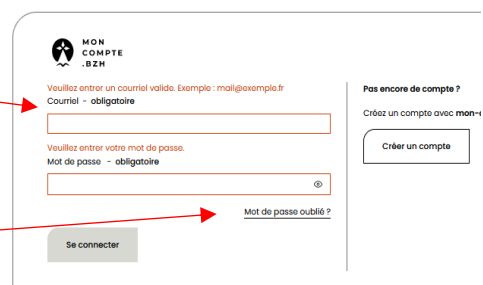 MON
COMPTE
.BZH
Veuillez entrer un courriel valide. Exemple : mail@exemple.fr
Courriel - obligatoire
Veuillez entrer votre mot de passe.
Mot de passe - obligatoire
Mot de passe oublié ?
Se connecter
Pas encore de compte ?
Créez un compte avec mon-
Créer un compte